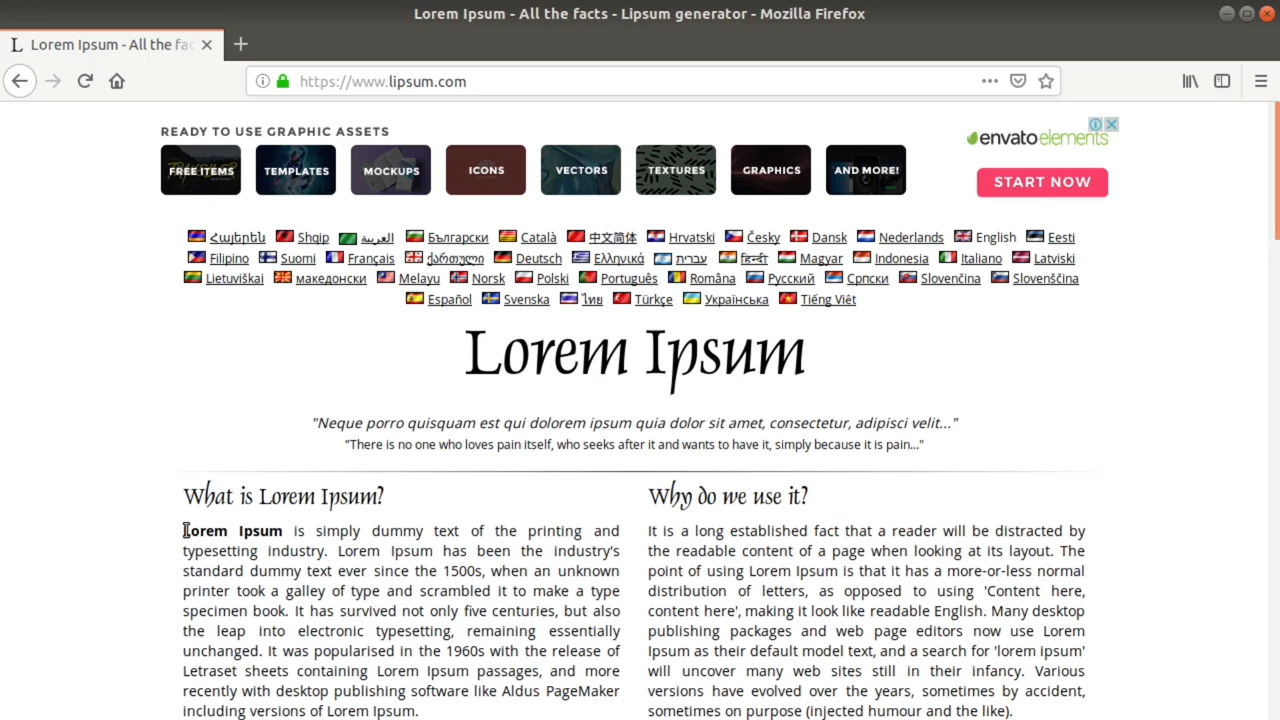 Lorem Ipsum - All the facts - Lipsum generator - Mozilla Firefox
L Lorem Ipsum - All the fac
https://www.lipsum.com
READY TO USE GRAPHIC ASSETS
envato elements
FREE ITEMS TEMPLATES MOCKUPS ICONS VECTORS TEXTURES GRAPHICS AND MORE!
START NOW
Հայերեն Shqip العربية Български Català 中文简体 Hrvatski Česky Dansk Nederlands English Eesti
Filipino Suomi Français ქართული Deutsch Ελληνικά עברית हिन्दी Magyar Indonesia Italiano Latviski
Lietuviškai македонски Melayu Norsk Polski Português Româna Русский Српски Slovenčina Slovenščina
Español Svenska ไทย Türkçe Українська Tiếng Việt
Lorem Ipsum
"Neque porro quisquam est qui dolorem ipsum quia dolor sit amet, consectetur, adipisci velit..."
"There is no one who loves pain itself, who seeks after it and wants to have it, simply because it is pain..."
What is Lorem Ipsum?
Lorem Ipsum is simply dummy text of the printing and
typesetting industry. Lorem Ipsum has been the industry's
standard dummy text ever since the 1500s, when an unknown
printer took a galley of type and scrambled it to make a type
specimen book. It has survived not only five centuries, but also
the leap into electronic typesetting, remaining essentially
unchanged. It was popularised in the 1960s with the release of
Letraset sheets containing Lorem Ipsum passages, and more
recently with desktop publishing software like Aldus PageMaker
including versions of Lorem Ipsum.
Why do we use it?
It is a long established fact that a reader will be distracted by
the readable content of a page when looking at its layout. The
point of using Lorem Ipsum is that it has a more-or-less normal
distribution of letters, as opposed to using 'Content here,
content here', making it look like readable English. Many desktop
publishing packages and web page editors now use Lorem
Ipsum as their default model text, and a search for 'lorem ipsum'
will uncover many web sites still in their infancy. Various
versions have evolved over the years, sometimes by accident,
sometimes on purpose (injected humour and the like).